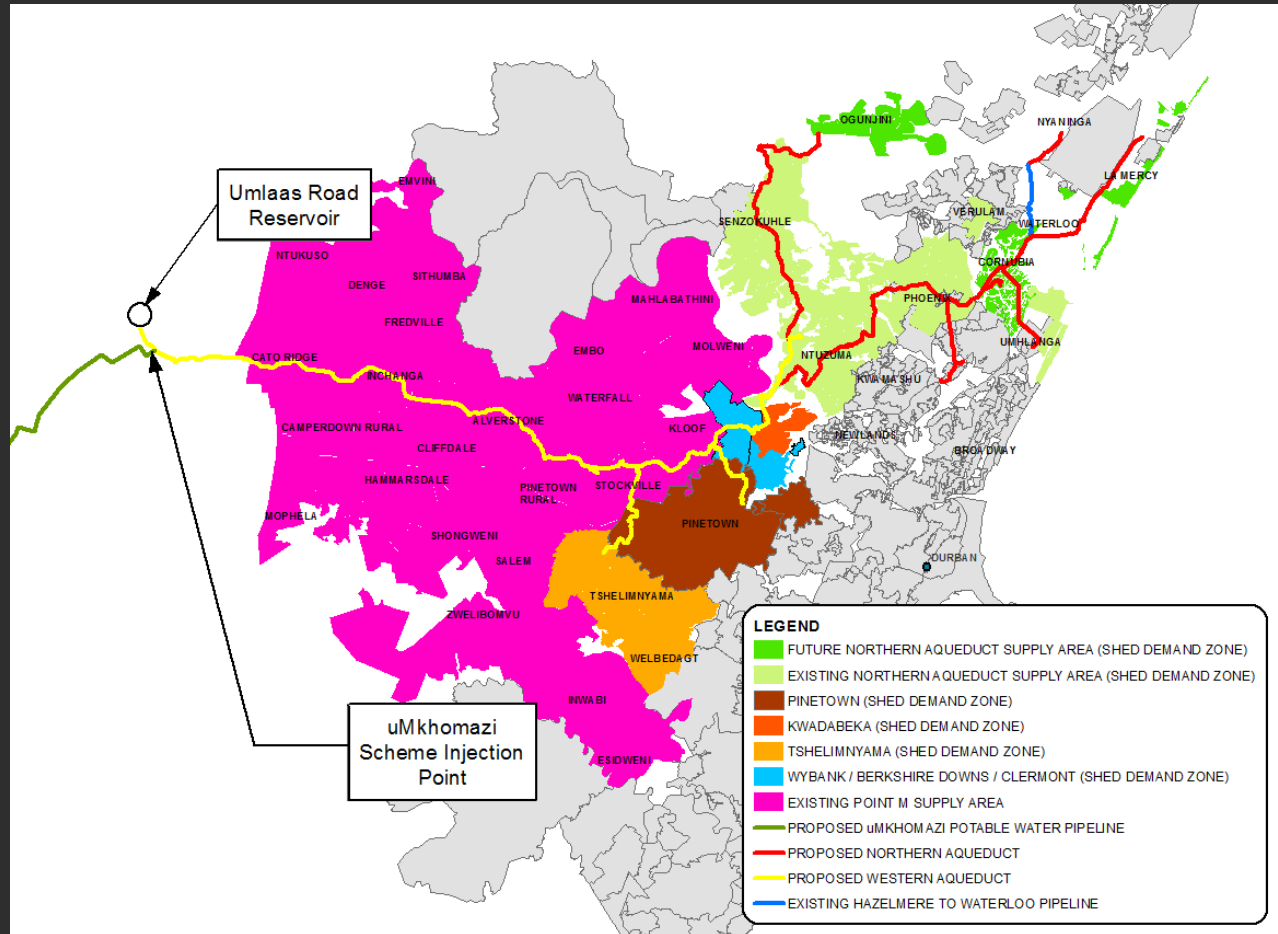 OGUNJINI
NYANINGA
EMVINI
LA MERCY
Umlaas Road
Reservoir
VERULAM
SENZOKUHLE
WATERLOO
NTUKUSO
CORNUBIA
SITHUMBA
DENGE
MAHLABATHINI
PHOENIX
FREDVILLE
UMHLANGA
MOLWENI
EMBO
NTUZUMA
CATO RIDGE
INCHANGA
KWAMASHU
WATERFALL
ALVERSTONE
CAMPERDOWN RURAL
KLOOF
NEWLANDS
CLIFFDALE
BROADWAY
HAMMARSDALE
PINETOWN
RURAL
STOCKVILLE
MOPHELA
PINETOWN
SHONGWENI
SALEM
DURBAN
TSHELIMNYAMA
ZWELIBOMVU
WELBEDAGT
INWABI
uMkhomazi
Scheme Injection
Point
ESIDWENI
LEGEND
FUTURE NORTHERN AQUEDUCT SUPPLY AREA (SHED DEMAND ZONE)
EXISTING NORTHERN AQUEDUCT SUPPLY AREA (SHED DEMAND ZONE)
PINETOWN (SHED DEMAND ZONE)
KWADABEKA (SHED DEMAND ZONE)
TSHELIMNYAMA (SHED DEMAND ZONE)
WYBANK / BERKSHIRE DOWNS / CLERMONT (SHED DEMAND ZONE)
EXISTING POINT M SUPPLY AREA
PROPOSED uMKHOMAZI POTABLE WATER PIPELINE
PROPOSED NORTHERN AQUEDUCT
PROPOSED WESTERN AQUEDUCT
EXISTING HAZELMERE TO WATERLOO PIPELINE